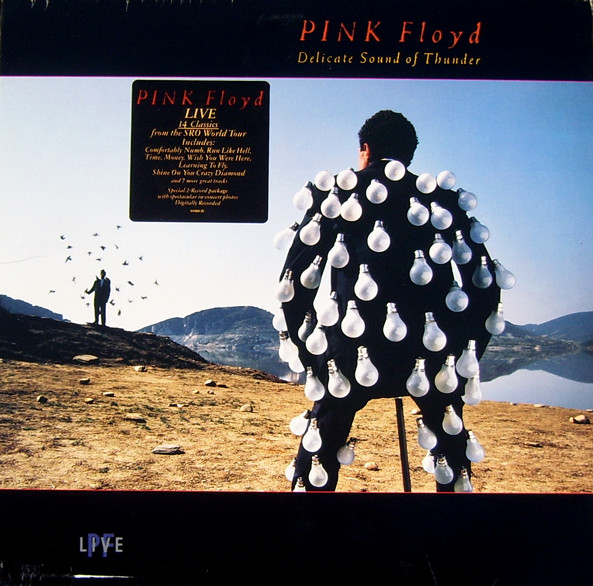 PINK Floyd
Delicate Sound of Thunder
PINK Floyd
LIVE
14 Classics
from the SRO World Tour
Includes:
Comfortably Numb, Run Like Hell,
Time, Money, Wish You Were Here,
Learning To Fly,
Shine On You Crazy Diamond
and 7 more great tracks
Special 2-Record package
with spectacular in-concert photos
Digitally Recorded
PF
LIVE